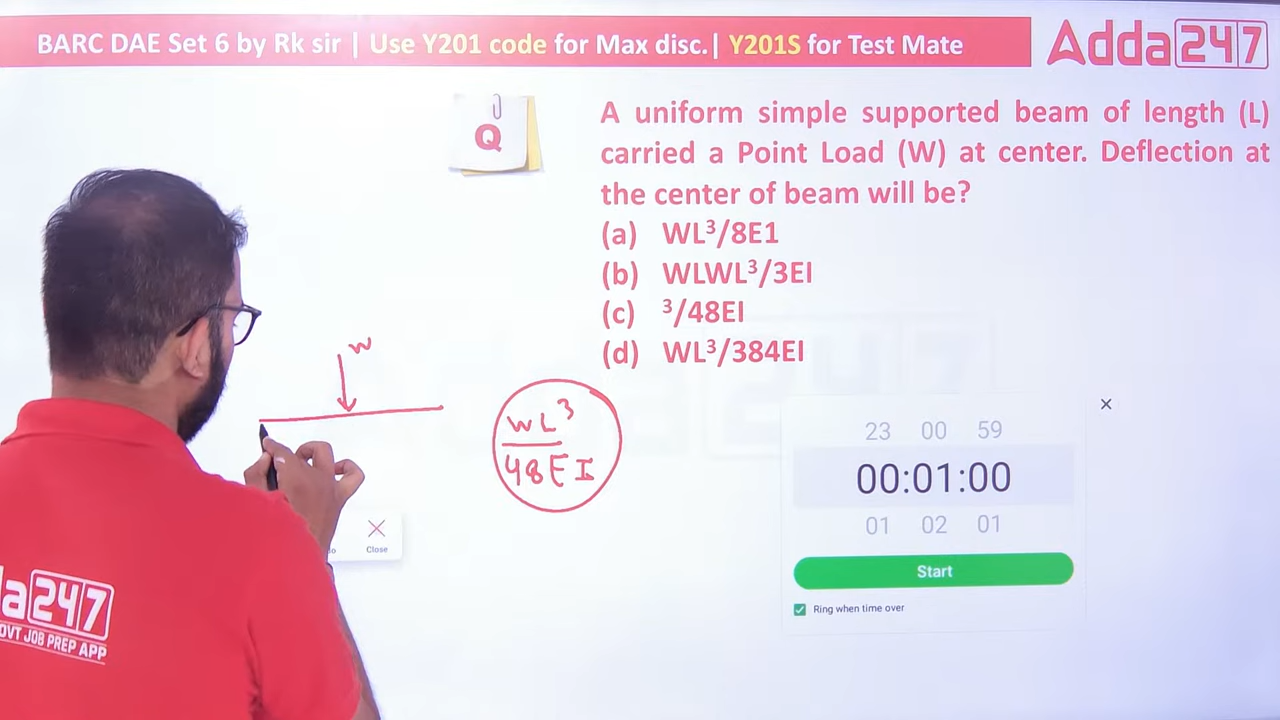 BARC DAE Set 6 by Rk sir | Use Y201 code for Max disc.| Y201S for Test Mate
Adda247
Q
A uniform simple supported beam of length (L)
carried a Point Load (W) at center. Deflection at
the center of beam will be?
(a) WL³/8E1
(b) WLWL³/3EI
(c) ³/48EI
(d) WL³/384EI
W
WL³
48EI
23 00 59
00:01:00
01 02 01
Start
Ring when time over
Close
a247
OVT JOB PREP APP